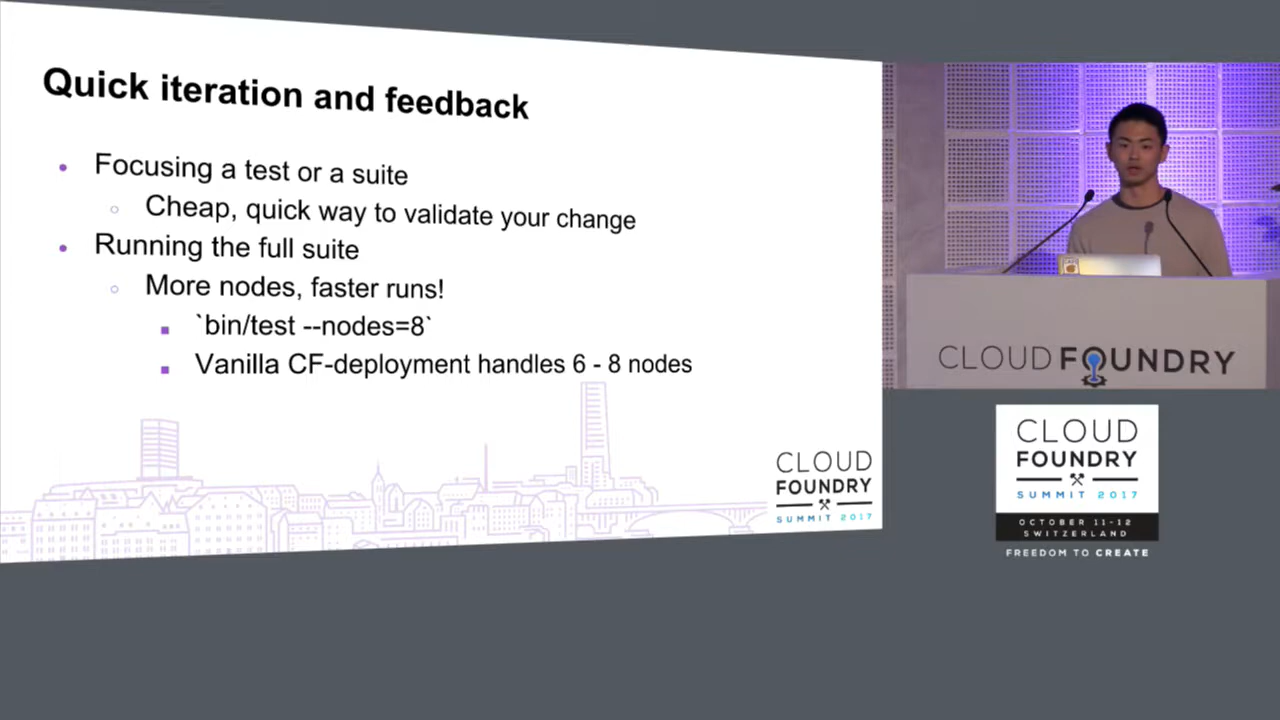 Quick iteration and feedback
• Focusing a test or a suite
○ Cheap, quick way to validate your change
• Running the full suite
○ More nodes, faster runs!
■ `bin/test --nodes=8`
■ Vanilla CF-deployment handles 6 - 8 nodes
CLOUD
FOUNDRY
SUMMIT 2017
CLOUD FOUNDRY
CLOUD
FOUNDRY
SUMMIT 2017
OCTOBER 11-12
SWITZERLAND
FREEDOM TO CREATE